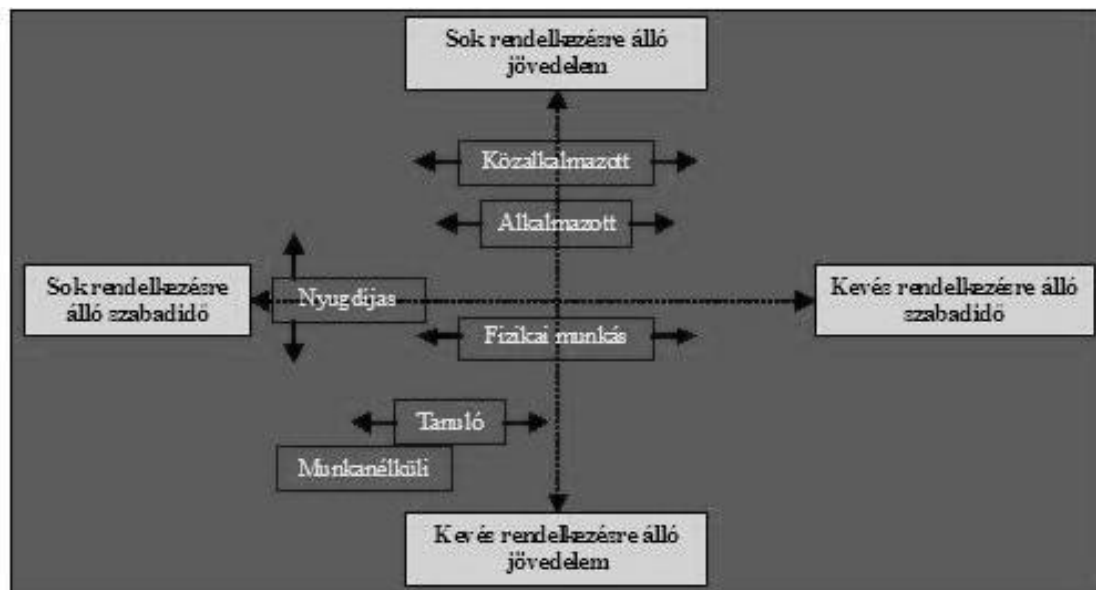 Sok rendelkezésre álló
jövedelem
Közalkalmazott
Alkalmazott
Sok rendelkezésre
álló szabadidő
Nyugdíjas
Kevés rendelkezésre álló
szabadidő
Fizikai munkás
Tanuló
Munkanélküli
Kevés rendelkezésre álló
jövedelem